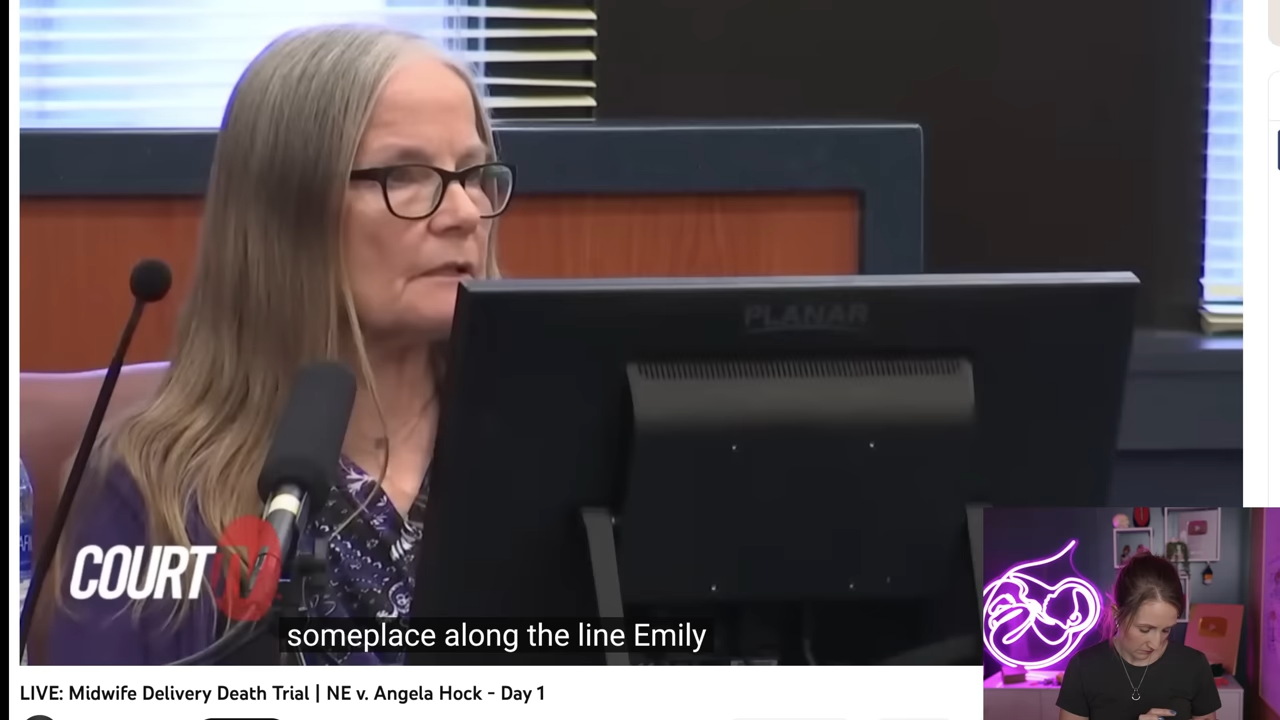 PLANAR
COURT TV
someplace along the line Emily
LIVE: Midwife Delivery Death Trial | NE v. Angela Hock - Day 1